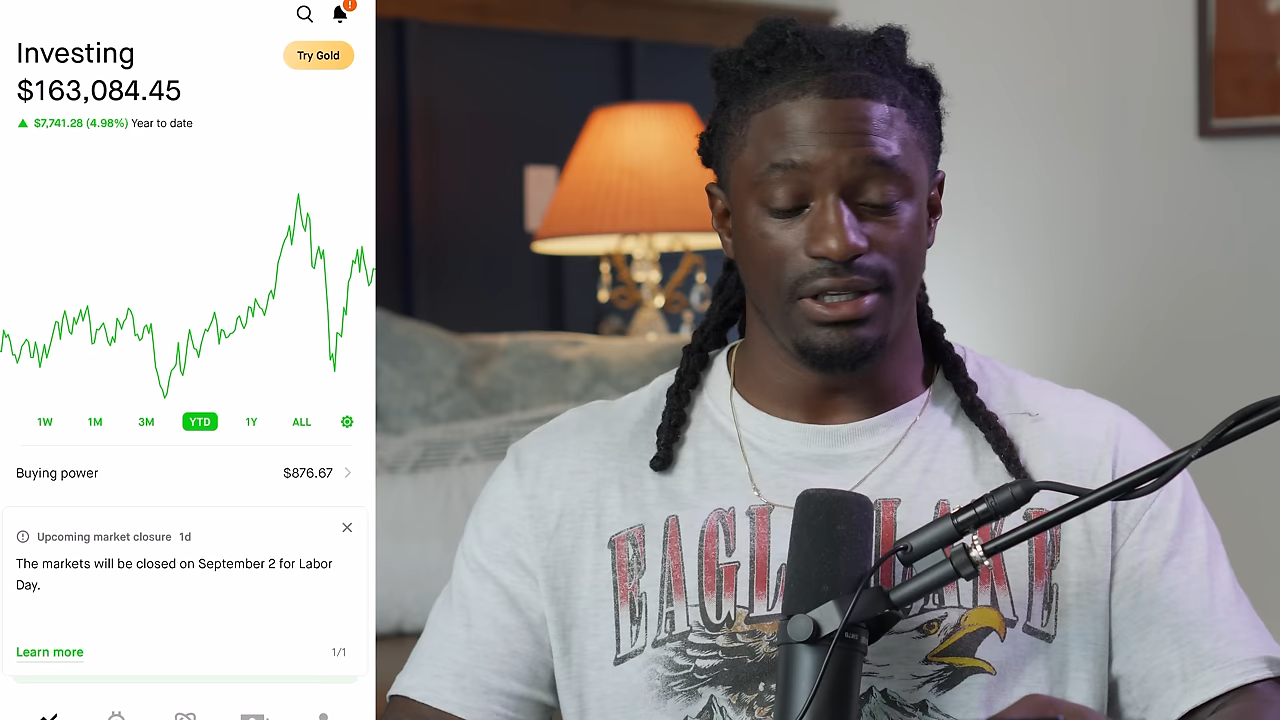 Investing
Try Gold
$163,084.45
$7,741.28 (4.98%) Year to date
1W 1M 3M YTD 1Y ALL
Buying power $876.67
Upcoming market closure 1d
The markets will be closed on September 2 for Labor
Day.
Learn more 1/1
EAGLE LAKE